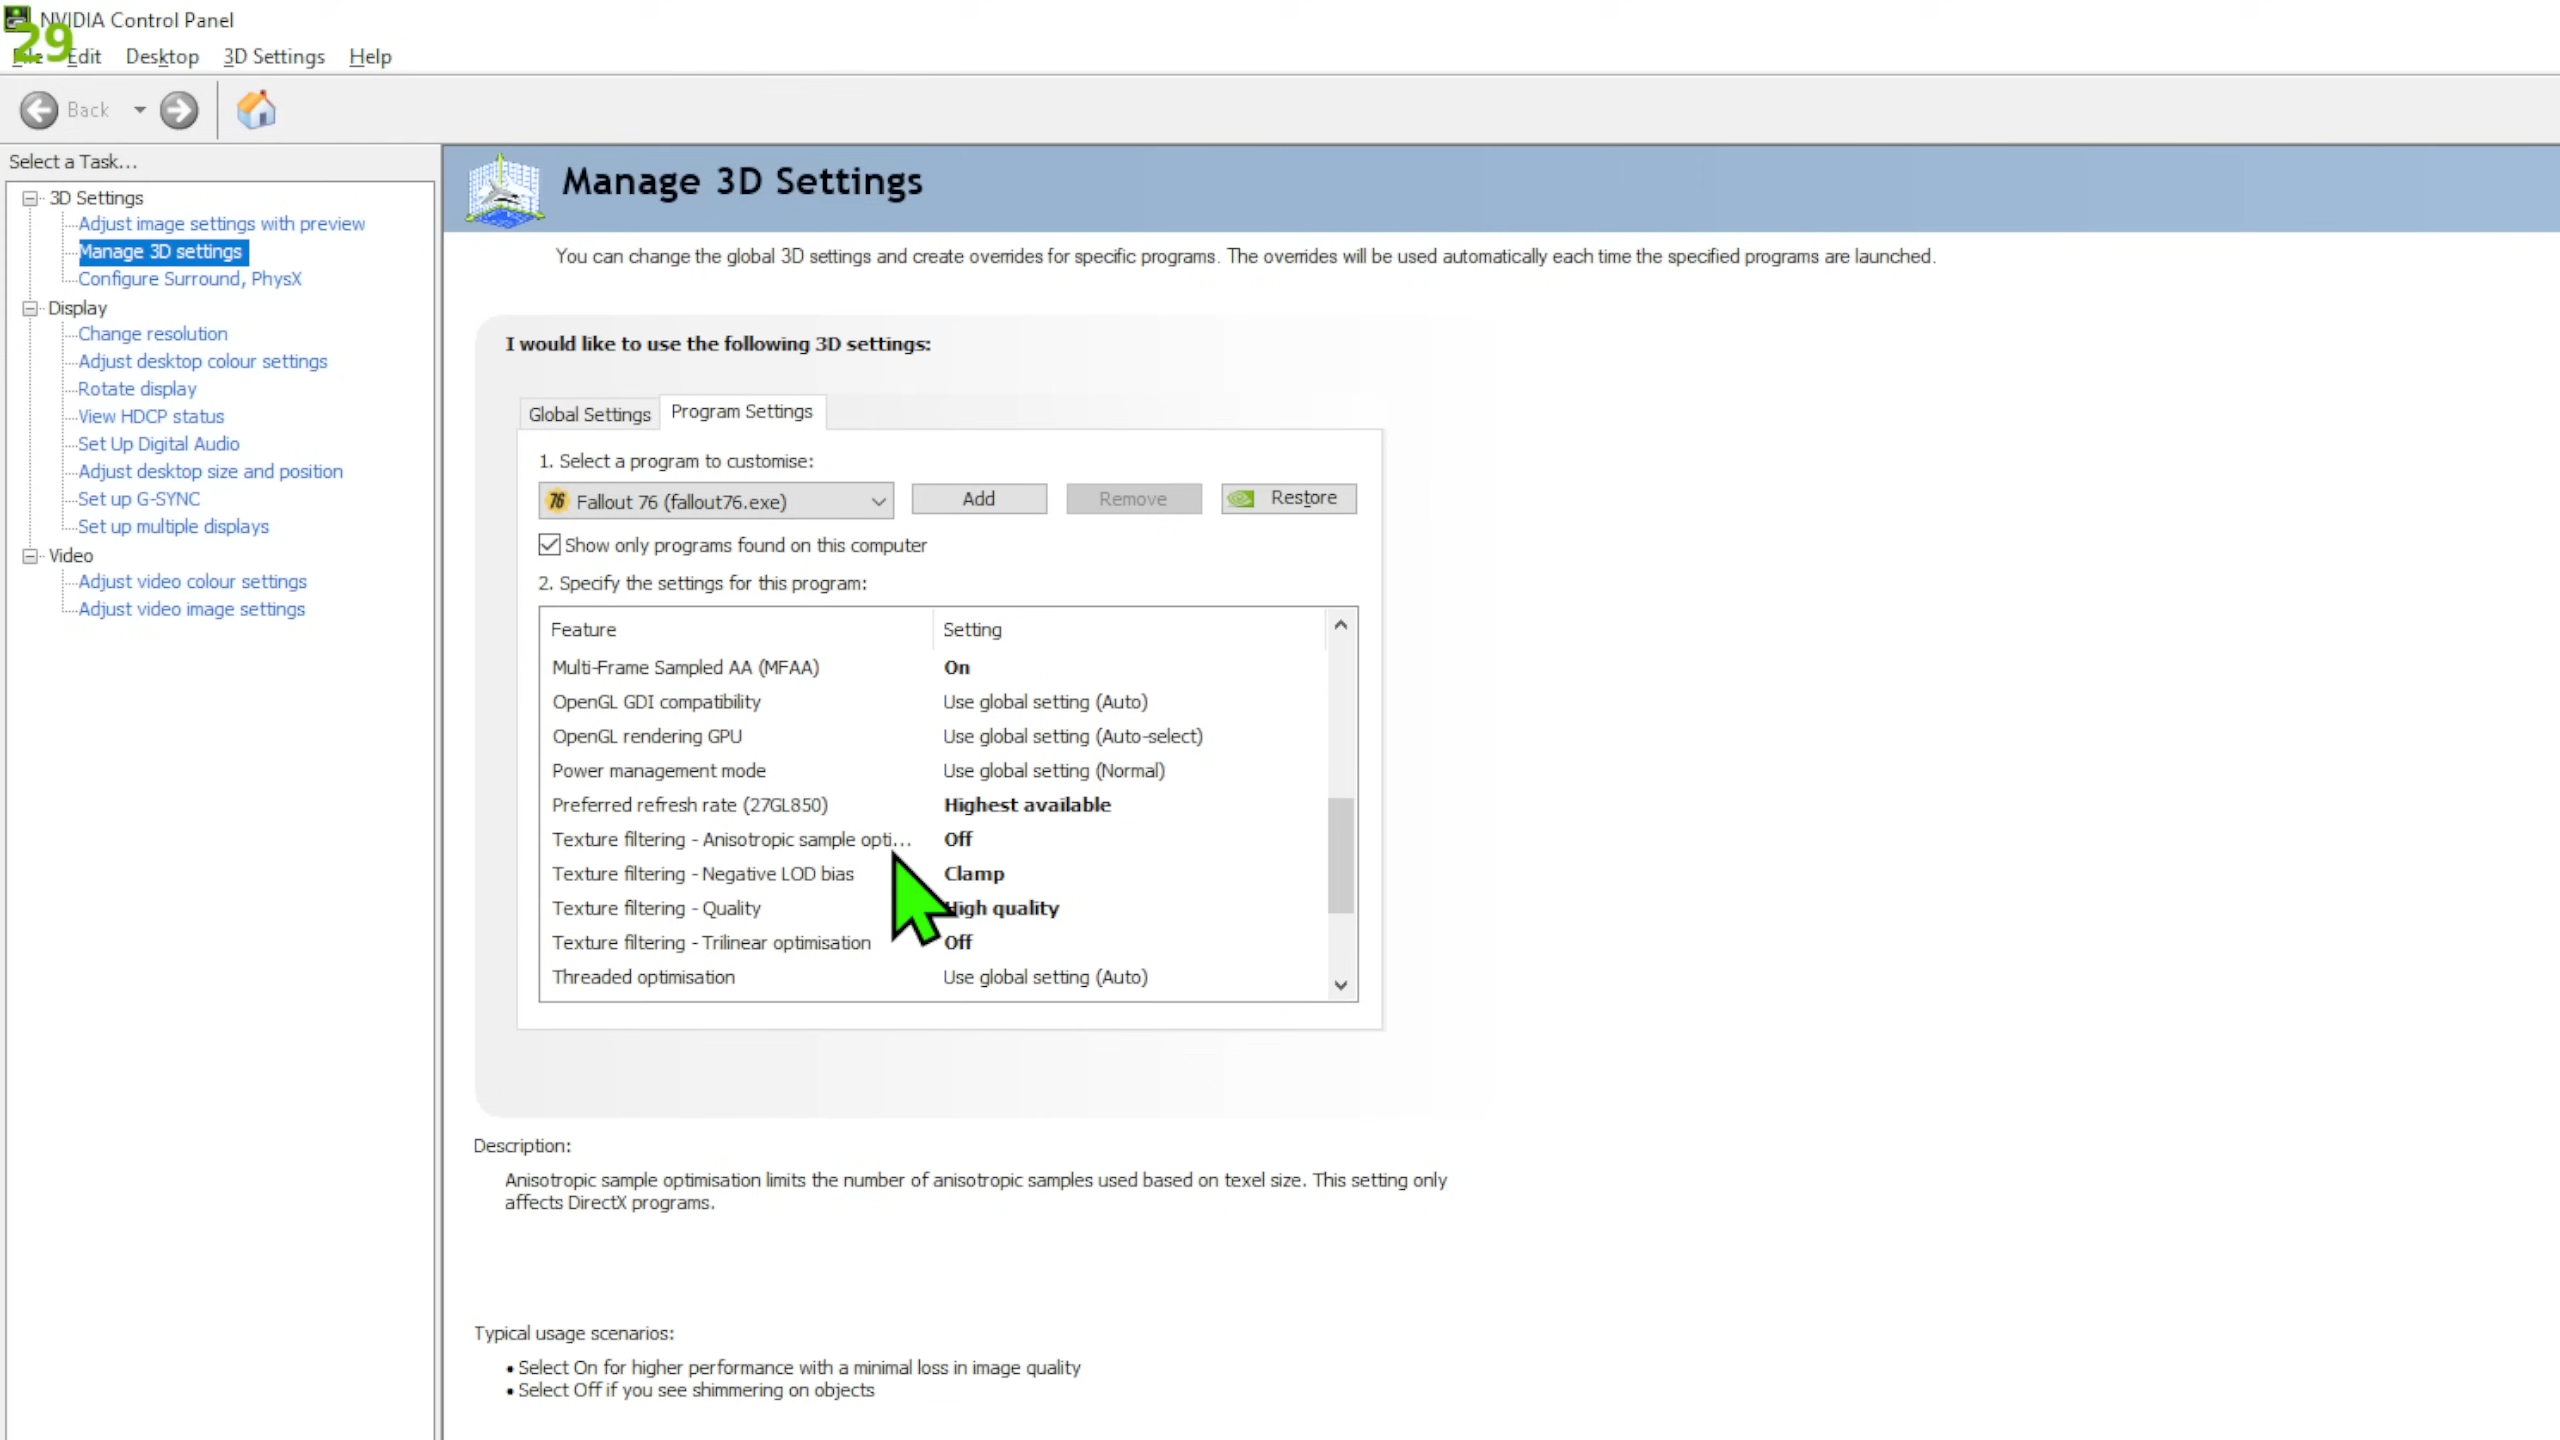 NVIDIA Control Panel
29
File Edit Desktop 3D Settings Help
Back
Select a Task...
3D Settings
Adjust image settings with preview
Manage 3D settings
Configure Surround, PhysX
Display
Change resolution
Adjust desktop colour settings
Rotate display
View HDCP status
Set Up Digital Audio
Adjust desktop size and position
Set up G-SYNC
Set up multiple displays
Video
Adjust video colour settings
Adjust video image settings
Manage 3D Settings
You can change the global 3D settings and create overrides for specific programs. The overrides will be used automatically each time the specified programs are launched.
I would like to use the following 3D settings:
Global Settings Program Settings
1. Select a program to customise:
76 Fallout 76 (fallout76.exe) Add Remove Restore
Show only programs found on this computer
2. Specify the settings for this program:
Feature Setting
Multi-Frame Sampled AA (MFAA) On
OpenGL GDI compatibility Use global setting (Auto)
OpenGL rendering GPU Use global setting (Auto-select)
Power management mode Use global setting (Normal)
Preferred refresh rate (27GL850) Highest available
Texture filtering - Anisotropic sample opti... Off
Texture filtering - Negative LOD bias Clamp
Texture filtering - Quality High quality
Texture filtering - Trilinear optimisation Off
Threaded optimisation Use global setting (Auto)
Description:
Anisotropic sample optimisation limits the number of anisotropic samples used based on texel size. This setting only
affects DirectX programs.
Typical usage scenarios:
• Select On for higher performance with a minimal loss in image quality
• Select Off if you see shimmering on objects